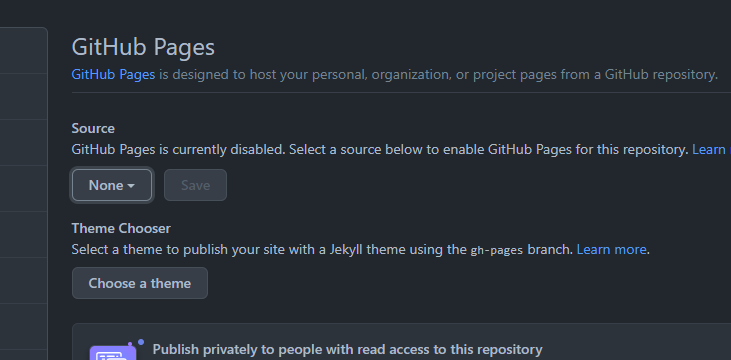 GitHub Pages
GitHub Pages is designed to host your personal, organization, or project pages from a GitHub repository.
Source
GitHub Pages is currently disabled. Select a source below to enable GitHub Pages for this repository. Learn
None
Save
Theme Chooser
Select a theme to publish your site with a Jekyll theme using the gh-pages branch. Learn more.
Choose a theme
Publish privately to people with read access to this repository